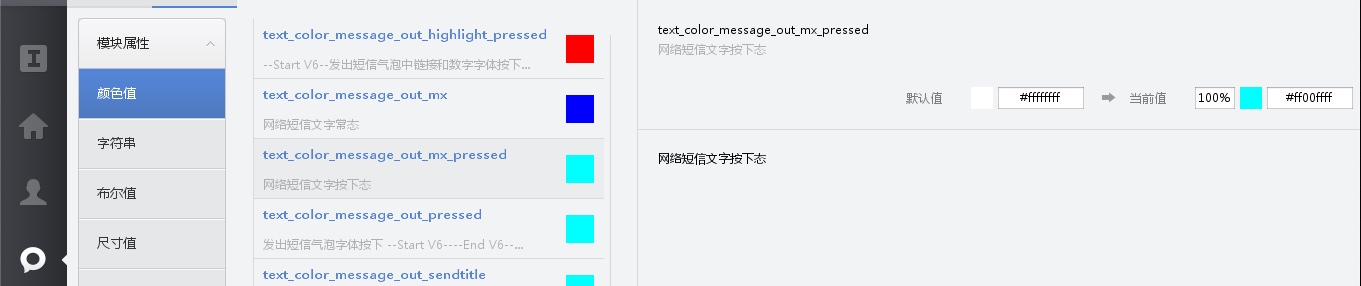 模块属性
颜色值
字符串
布尔值
尺寸值
text_color_message_out_highlight_pressed
--Start V6--发出短信气泡中链接和数字字体按下...
text_color_message_out_mx
网络短信文字常态
text_color_message_out_mx_pressed
网络短信文字按下态
text_color_message_out_pressed
发出短信气泡字体按下 --Start V6----End V6--...
text_color_message_out_sendtitle
text_color_message_out_mx_pressed
网络短信文字按下态
默认值 #ffffffff 当前值 100% #ff00ffff
网络短信文字按下态